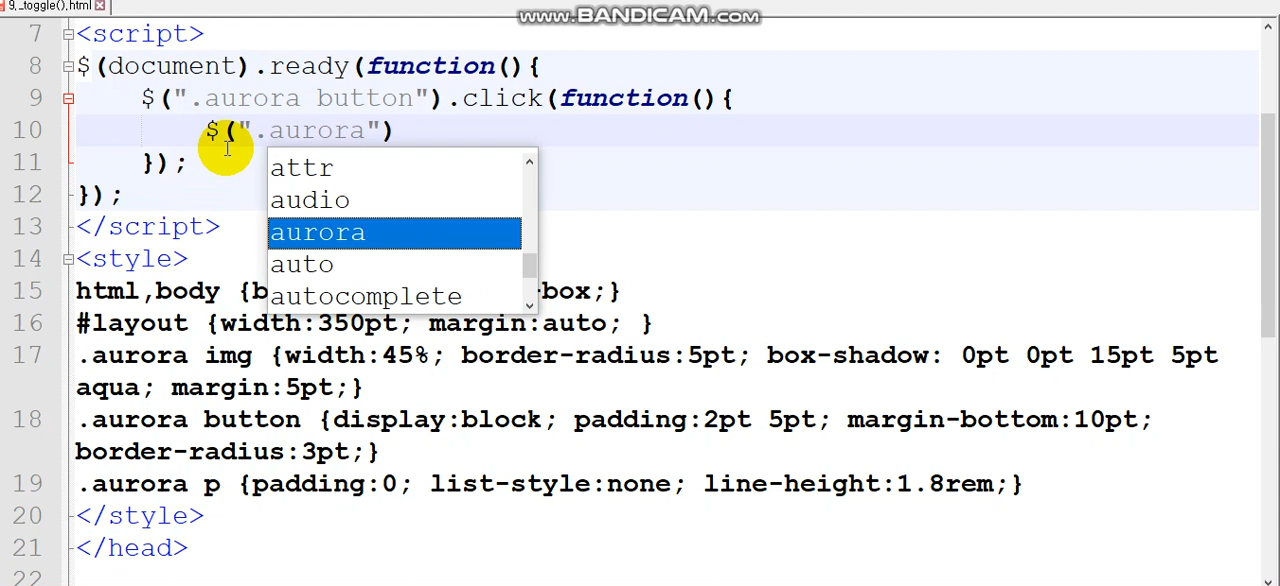 9,_toggle(),html
www.BANDICAM.com
7 <script>
8 $(document).ready(function(){
9 $(".aurora button").click(function(){
10 $(".aurora")
11 });
12 });
13 </script>
14 <style>
15 html,body {b -box;}
16 #layout {width:350pt; margin:auto; }
17 .aurora img {width:45%; border-radius:5pt; box-shadow: 0pt 0pt 15pt 5pt
aqua; margin:5pt;}
18 .aurora button {display:block; padding:2pt 5pt; margin-bottom:10pt;
border-radius:3pt;}
19 .aurora p {padding:0; list-style:none; line-height:1.8rem;}
20 </style>
21 </head>
22
attr
audio
aurora
auto
autocomplete